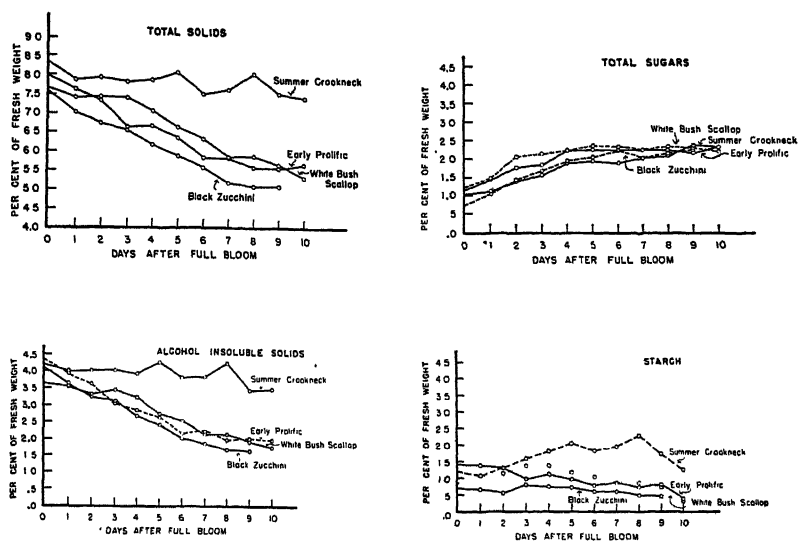 TOTAL SOLIDS
PER CENT OF FRESH WEIGHT
9.0
8.5
8.0
7.5
7.0
6.5
6.0
5.5
5.0
4.5
4.0
Summer Crookneck
Early Prolific
White Bush
Scallop
Black Zucchini
0 1 2 3 4 5 6 7 8 9 10
DAYS AFTER FULL BLOOM
TOTAL SUGARS
PER CENT OF FRESH WEIGHT
4.5
4.0
3.5
3.0
2.5
2.0
1.5
1.0
.5
.0
White Bush Scallop
Summer Crookneck
Early Prolific
Black Zucchini
0 1 2 3 4 5 6 7 8 9 10
DAYS AFTER FULL BLOOM
ALCOHOL INSOLUBLE SOLIDS
PER CENT OF FRESH WEIGHT
4.5
4.0
3.5
3.0
2.5
2.0
1.5
1.0
.5
.0
Summer Crookneck
Early Prolific
White Bush Scallop
Black Zucchini
0 1 2 3 4 5 6 7 8 9 10
DAYS AFTER FULL BLOOM
STARCH
PER CENT OF FRESH WEIGHT
4.5
4.0
3.5
3.0
2.5
2.0
1.5
1.0
.5
.0
Summer Crookneck
Early Prolific
Black Zucchini
White Bush Scallop
0 1 2 3 4 5 6 7 8 9 10
DAYS AFTER FULL BLOOM